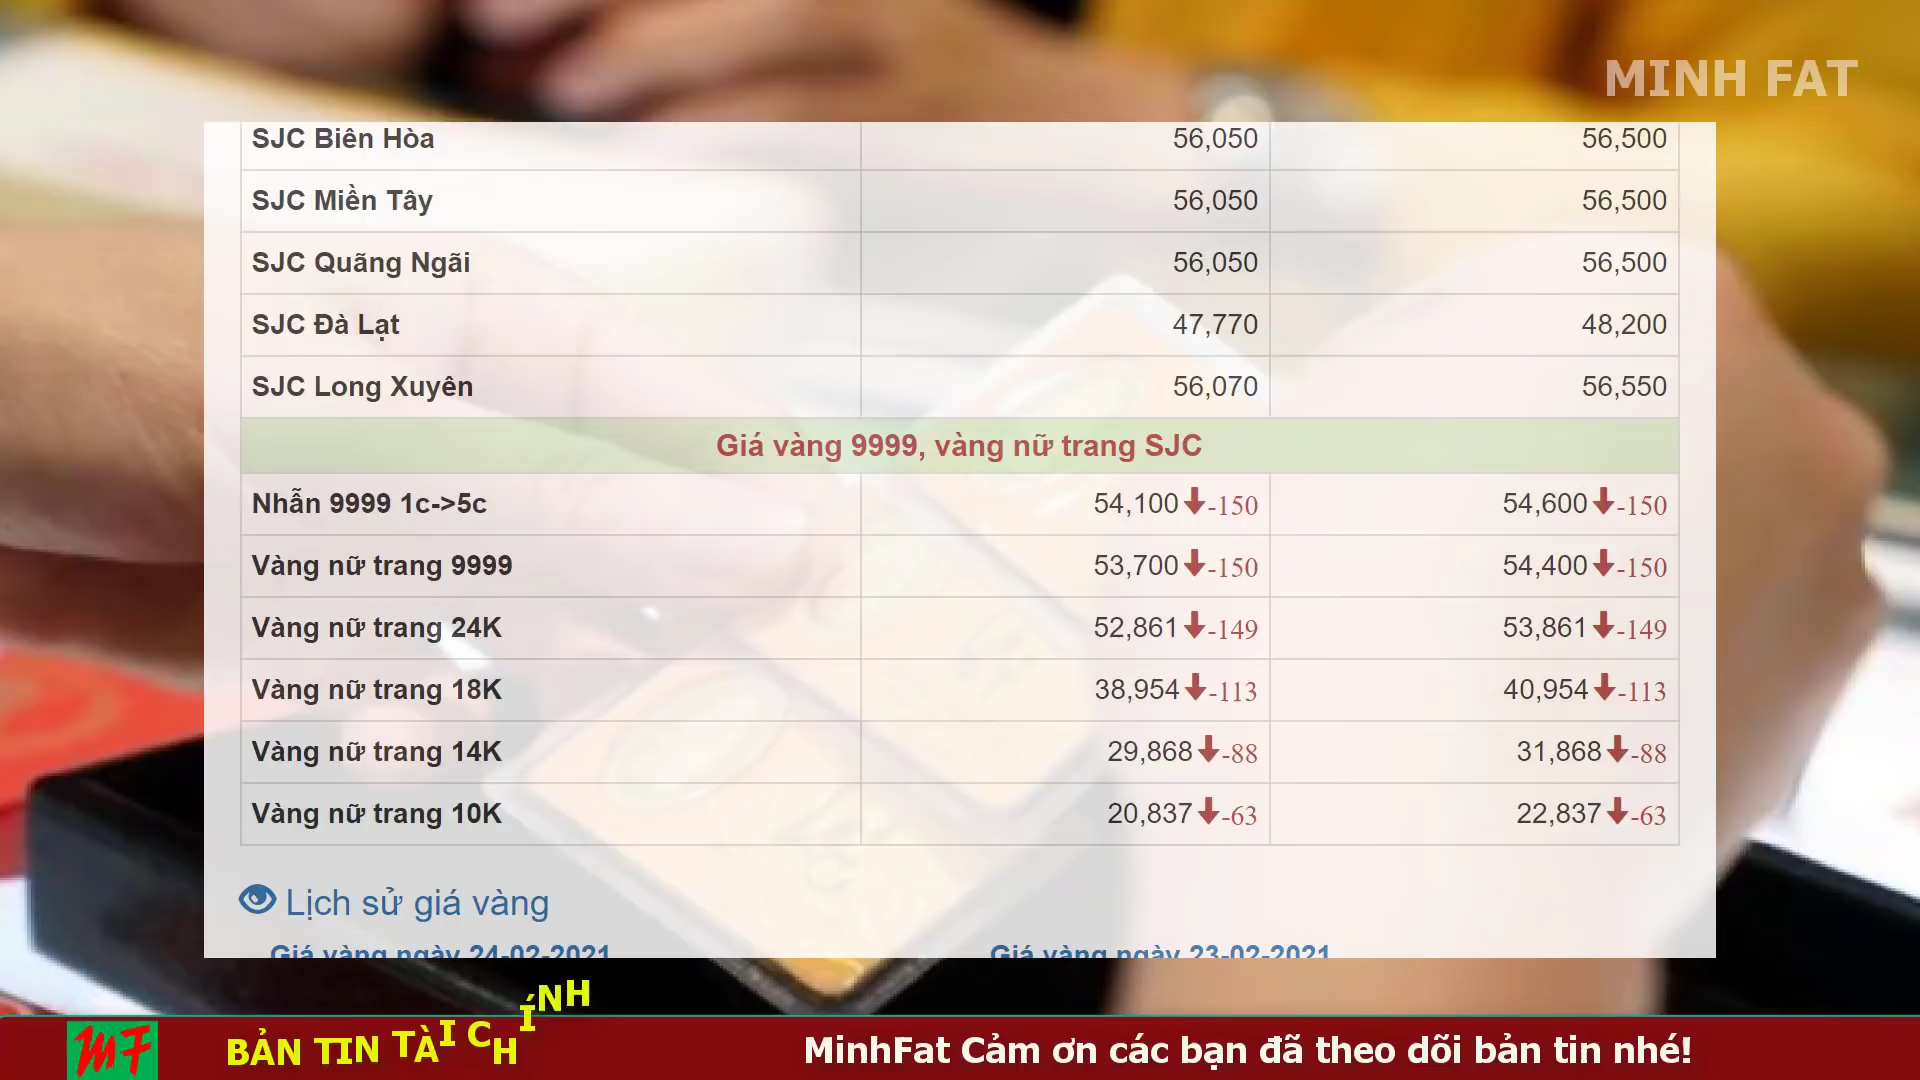 MINH FAT
SJC Biên Hòa 56,050 56,500
SJC Miền Tây 56,050 56,500
SJC Quãng Ngãi 56,050 56,500
SJC Đà Lạt 47,770 48,200
SJC Long Xuyên 56,070 56,550
Giá vàng 9999, vàng nữ trang SJC
Nhẫn 9999 1c->5c 54,100 -150 54,600 -150
Vàng nữ trang 9999 53,700 -150 54,400 -150
Vàng nữ trang 24K 52,861 -149 53,861 -149
Vàng nữ trang 18K 38,954 -113 40,954 -113
Vàng nữ trang 14K 29,868 -88 31,868 -88
Vàng nữ trang 10K 20,837 -63 22,837 -63
Lịch sử giá vàng
Giá vàng ngày 24-02-2021 Giá vàng ngày 23-02-2021
MF BẢN TIN TÀI CHÍNH MinhFat Cảm ơn các bạn đã theo dõi bản tin nhé!